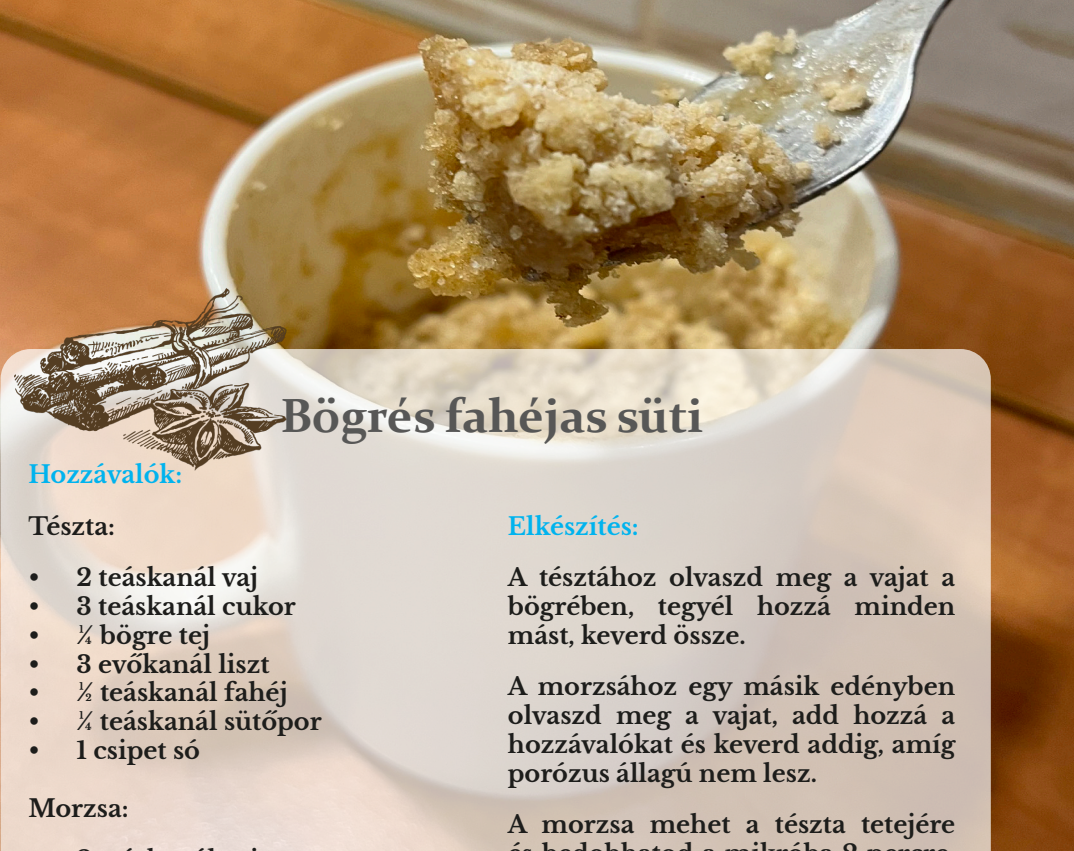 Bögrés fahéjas süti
Hozzávalók:
Tészta:
• 2 teáskanál vaj
• 3 teáskanál cukor
• ¼ bögre tej
• 3 evőkanál liszt
• ½ teáskanál fahéj
• ¼ teáskanál sütőpor
• 1 csipet só
Morzsa:
Elkészítés:
A tésztához olvaszd meg a vajat a
bögrében, tegyél hozzá minden
mást, keverd össze.
A morzsához egy másik edényben
olvaszd meg a vajat, add hozzá a
hozzávalókat és keverd addig, amíg
porózus állagú nem lesz.
A morzsa mehet a tészta tetejére